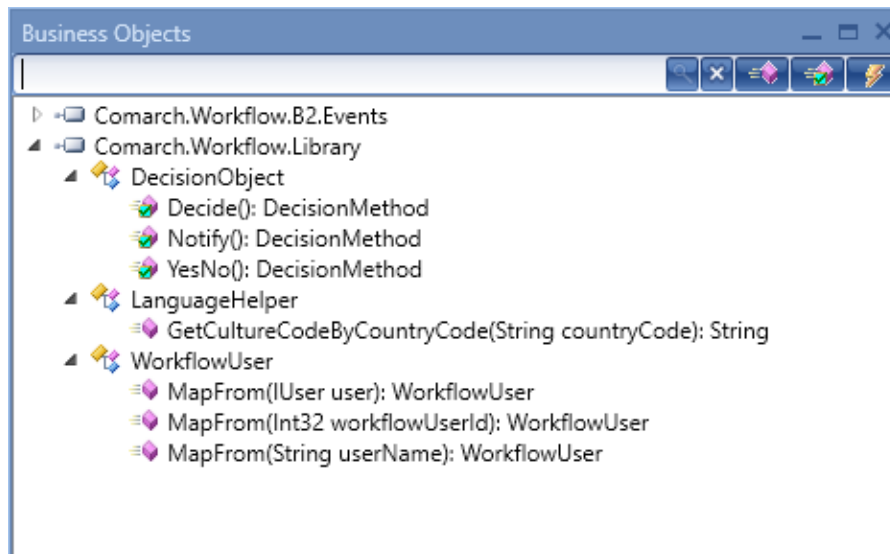 Business Objects
Comarch.Workflow.B2.Events
Comarch.Workflow.Library
DecisionObject
Decide(): DecisionMethod
Notify(): DecisionMethod
YesNo(): DecisionMethod
LanguageHelper
GetCultureCodeByCountryCode(String countryCode): String
WorkflowUser
MapFrom(IUser user): WorkflowUser
MapFrom(Int32 workflowUserId): WorkflowUser
MapFrom(String userName): WorkflowUser